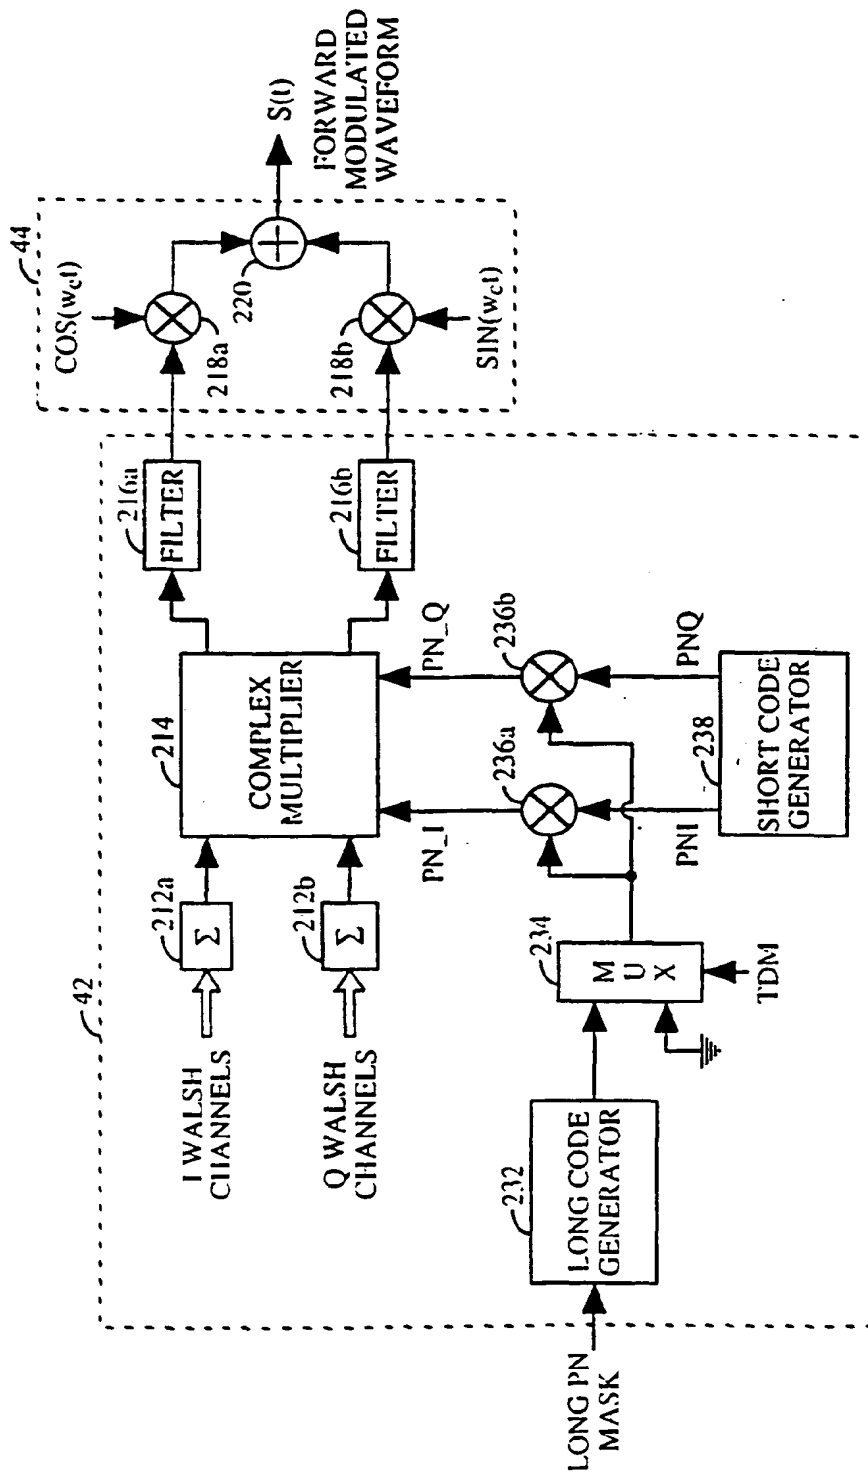 42
44
I WALSH
CHANNELS
212a
Σ
Q WALSH
CHANNELS
212b
Σ
214
COMPLEX
MULTIPLIER
216a
FILTER
216b
FILTER
COS(wct)
218a
218b
SIN(wct)
220
S(t)
FORWARD
MODULATED
WAVEFORM
PN_I
PN_Q
236a
236b
PNI
PNQ
LONG PN
MASK
232
LONG CODE
GENERATOR
234
M
U
X
TDM
238
SHORT CODE
GENERATOR